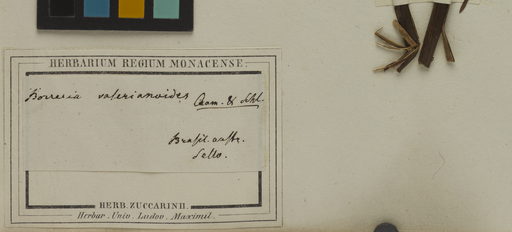 HERBARIUM REGIUM MONACENSE.
Borreria valerianoides Cham. & Schl.
Brasil. austr.
Sello.
HERB. ZUCCARINII.
Herbar. Univ. Ludov. Maximil.